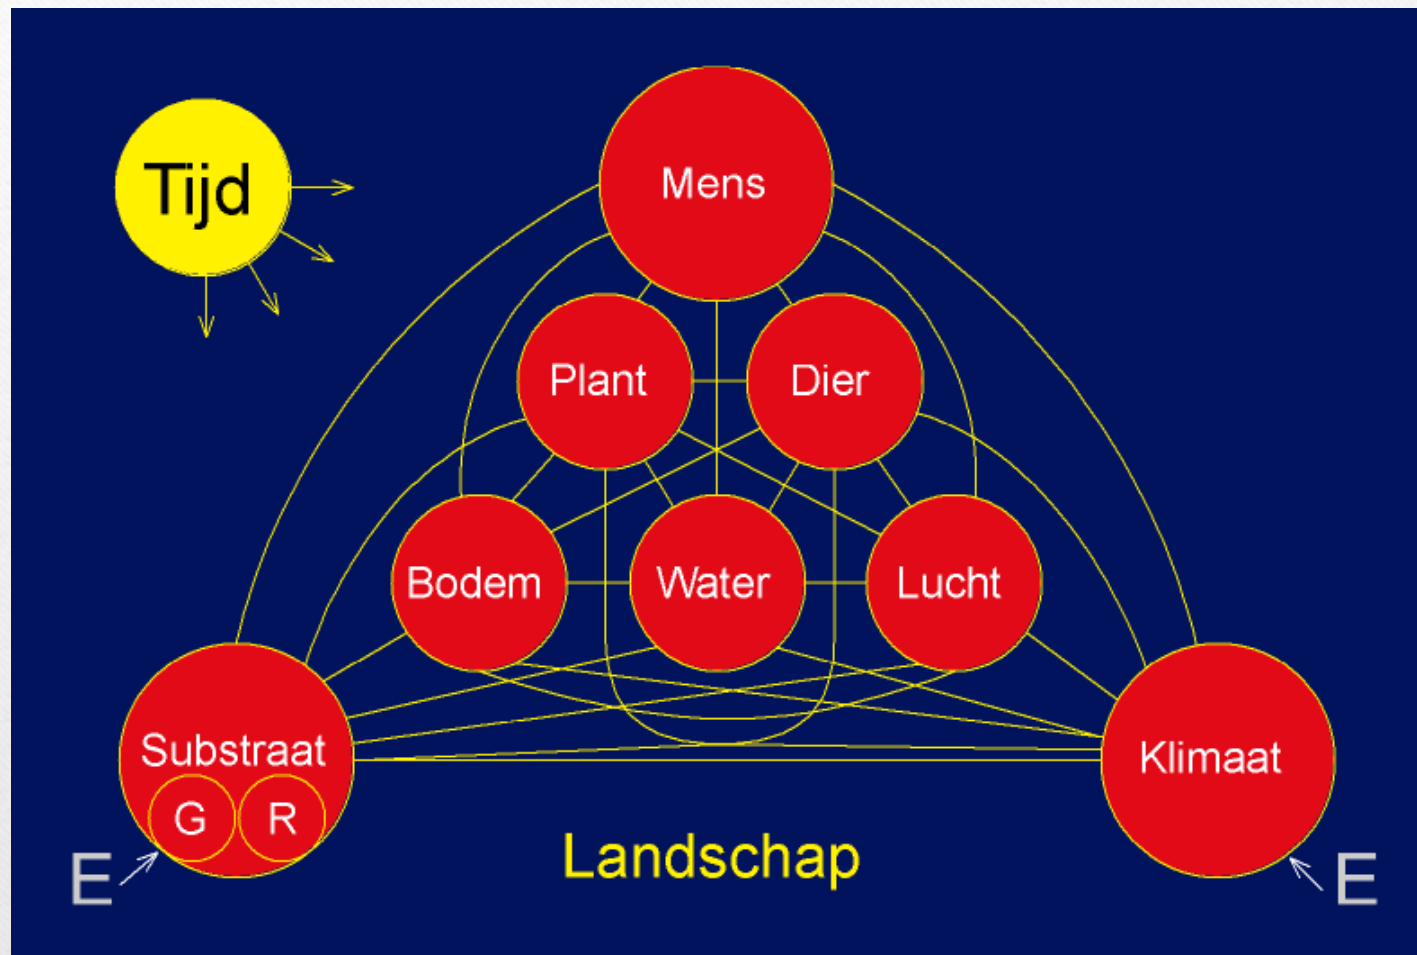 Tijd
Mens
Plant
Dier
Bodem
Water
Lucht
Substraat
G
R
Klimaat
Landschap
E
E